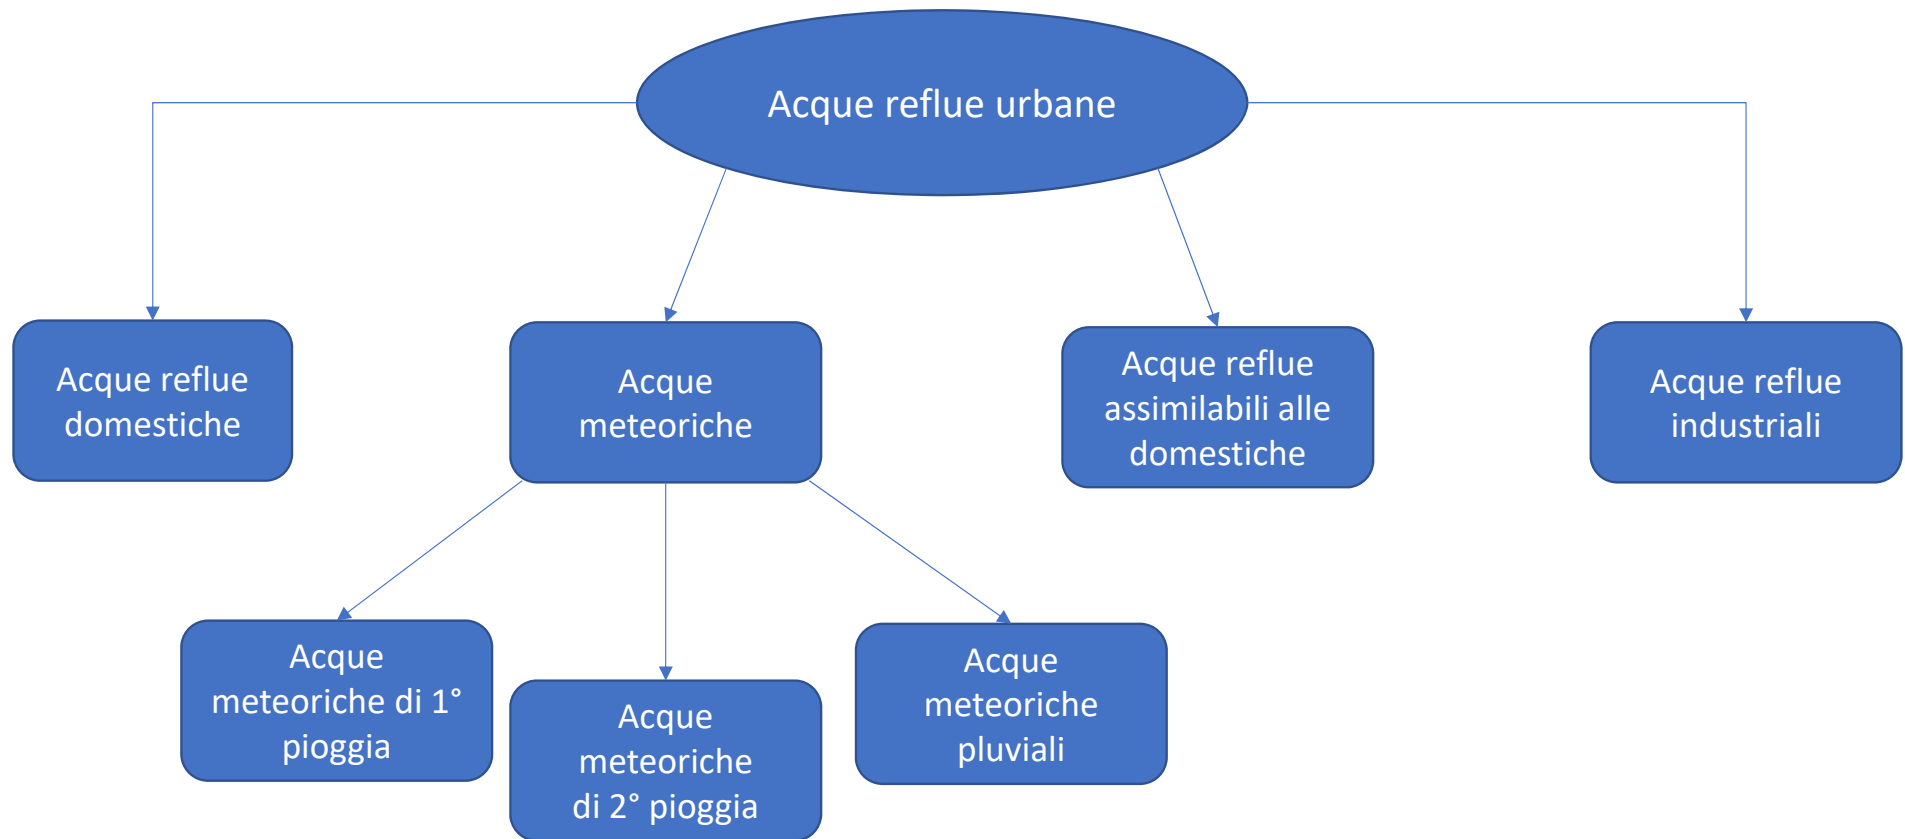 Acque reflue urbane
Acque reflue
domestiche
Acque
meteoriche
Acque reflue
assimilabili alle
domestiche
Acque reflue
industriali
Acque
meteoriche di 1°
pioggia
Acque
meteoriche
di 2° pioggia
Acque
meteoriche
pluviali